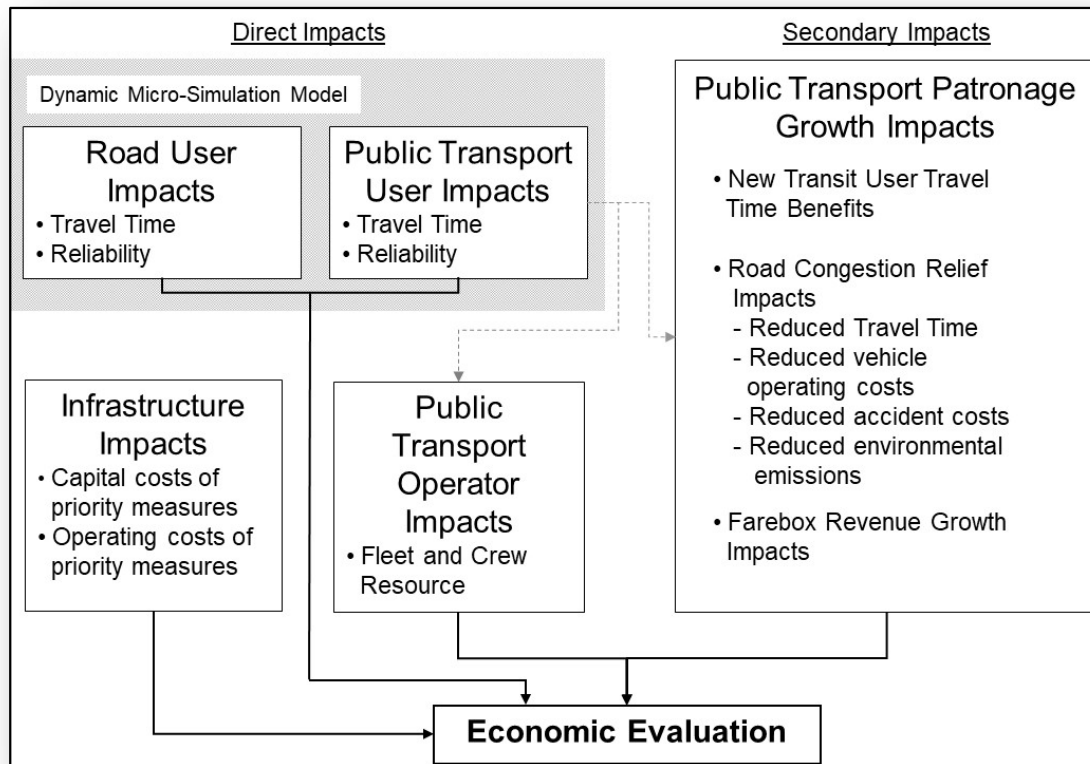 Direct Impacts
Secondary Impacts
Dynamic Micro-Simulation Model
Road User
Impacts
• Travel Time
• Reliability
Public Transport
User Impacts
• Travel Time
• Reliability
Public Transport Patronage
Growth Impacts
• New Transit User Travel
Time Benefits
• Road Congestion Relief
Impacts
- Reduced Travel Time
- Reduced vehicle
operating costs
- Reduced accident costs
- Reduced environmental
emissions
• Farebox Revenue Growth
Impacts
Infrastructure
Impacts
• Capital costs of
priority measures
• Operating costs of
priority measures
Public
Transport
Operator
Impacts
• Fleet and Crew
Resource
Economic Evaluation